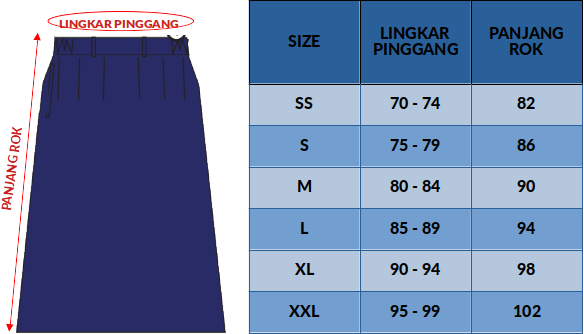 LINGKAR PINGGANG
PANJANG ROK
SIZE
LINGKAR
PINGGANG
PANJANG
ROK
SS 70 - 74 82
S 75 - 79 86
M 80 - 84 90
L 85 - 89 94
XL 90 - 94 98
XXL 95 - 99 102